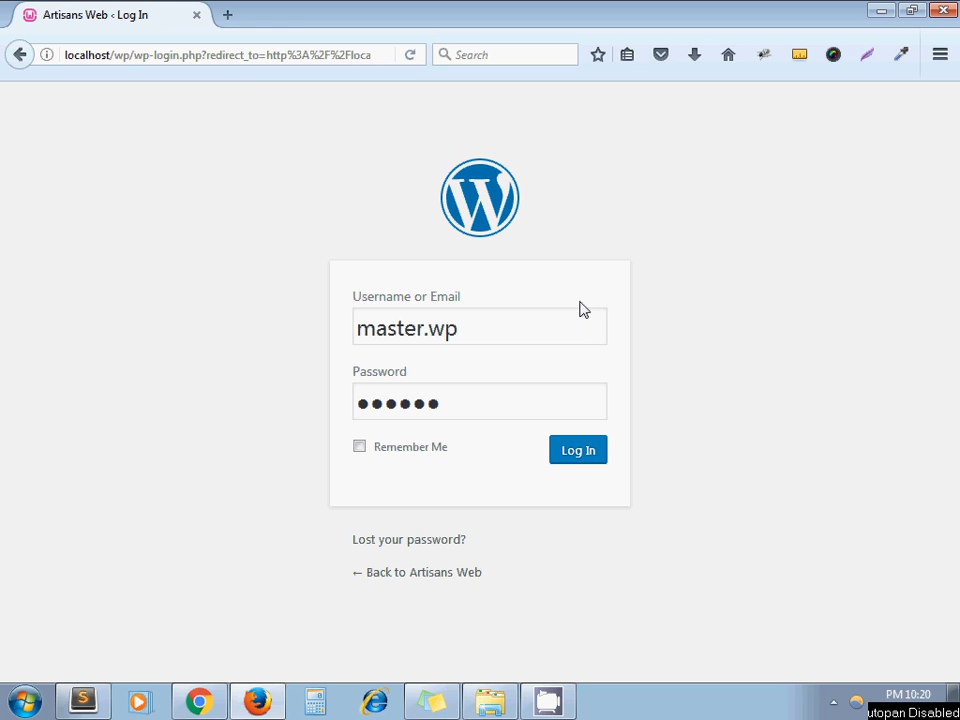 Artisans Web ‹ Log In
localhost/wp/wp-login.php?redirect_to=http%3A%2F%2Floca
Search
Username or Email
master.wp
Password
Remember Me
Log In
Lost your password?
← Back to Artisans Web
PM 10:20
utopan Disabled